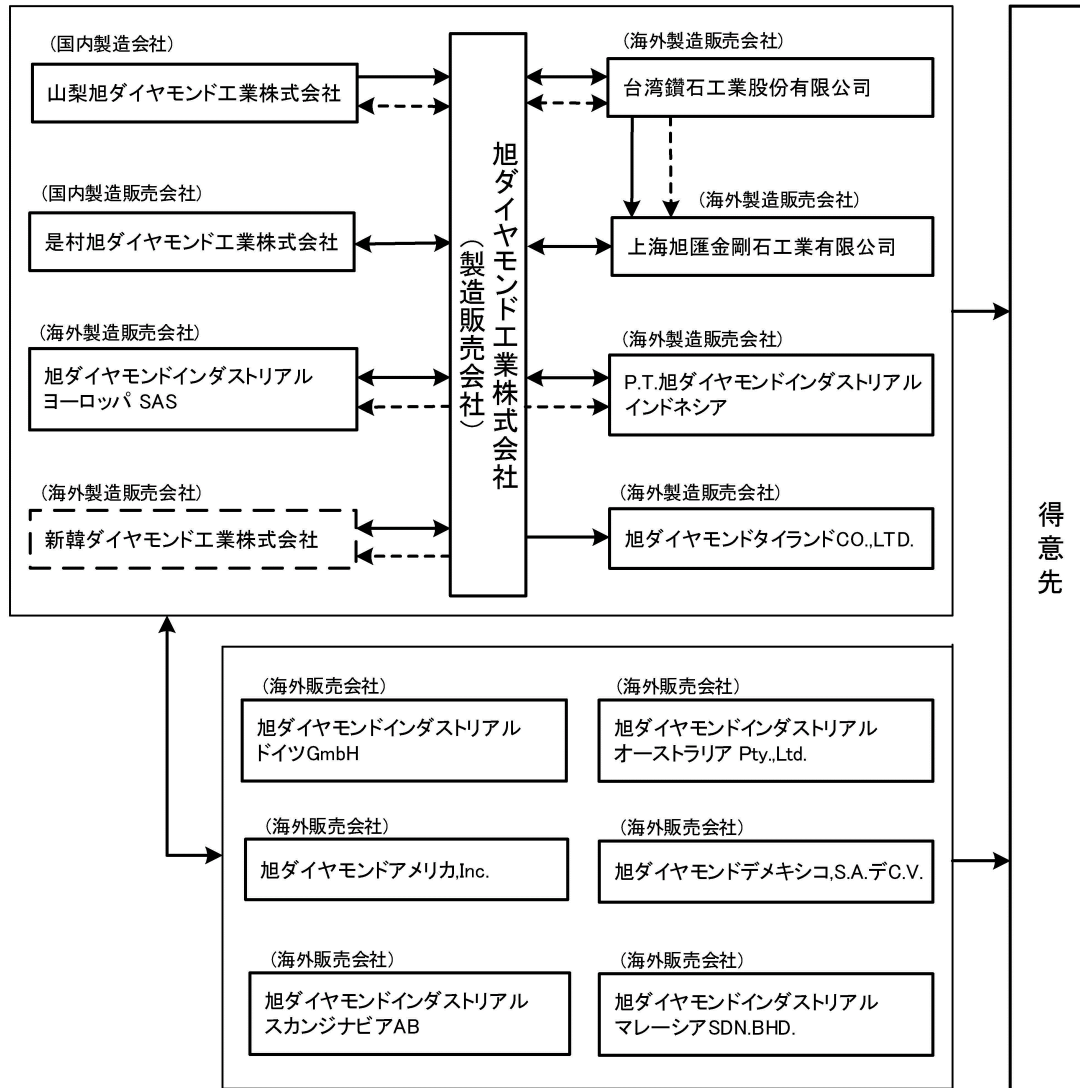 (国内製造会社)
山梨旭ダイヤモンド工業株式会社
(国内製造販売会社)
是村旭ダイヤモンド工業株式会社
(海外製造販売会社)
旭ダイヤモンドインダストリアル
ヨーロッパ SAS
(海外製造販売会社)
新韓ダイヤモンド工業株式会社
旭ダイヤモンド工業株式会社
(製造販売会社)
(海外製造販売会社)
台湾鑽石工業股份有限公司
(海外製造販売会社)
上海旭匯金剛石工業有限公司
(海外製造販売会社)
P.T.旭ダイヤモンドインダストリアル
インドネシア
(海外製造販売会社)
旭ダイヤモンドタイランドCO.,LTD.
(海外販売会社)
旭ダイヤモンドインダストリアル
ドイツGmbH
(海外販売会社)
旭ダイヤモンドインダストリアル
オーストラリア Pty.,Ltd.
(海外販売会社)
旭ダイヤモンドアメリカ,Inc.
(海外販売会社)
旭ダイヤモンドデメキシコ,S.A.デC.V.
(海外販売会社)
旭ダイヤモンドインダストリアル
スカンジナビアAB
(海外販売会社)
旭ダイヤモンドインダストリアル
マレーシアSDN.BHD.
得意先